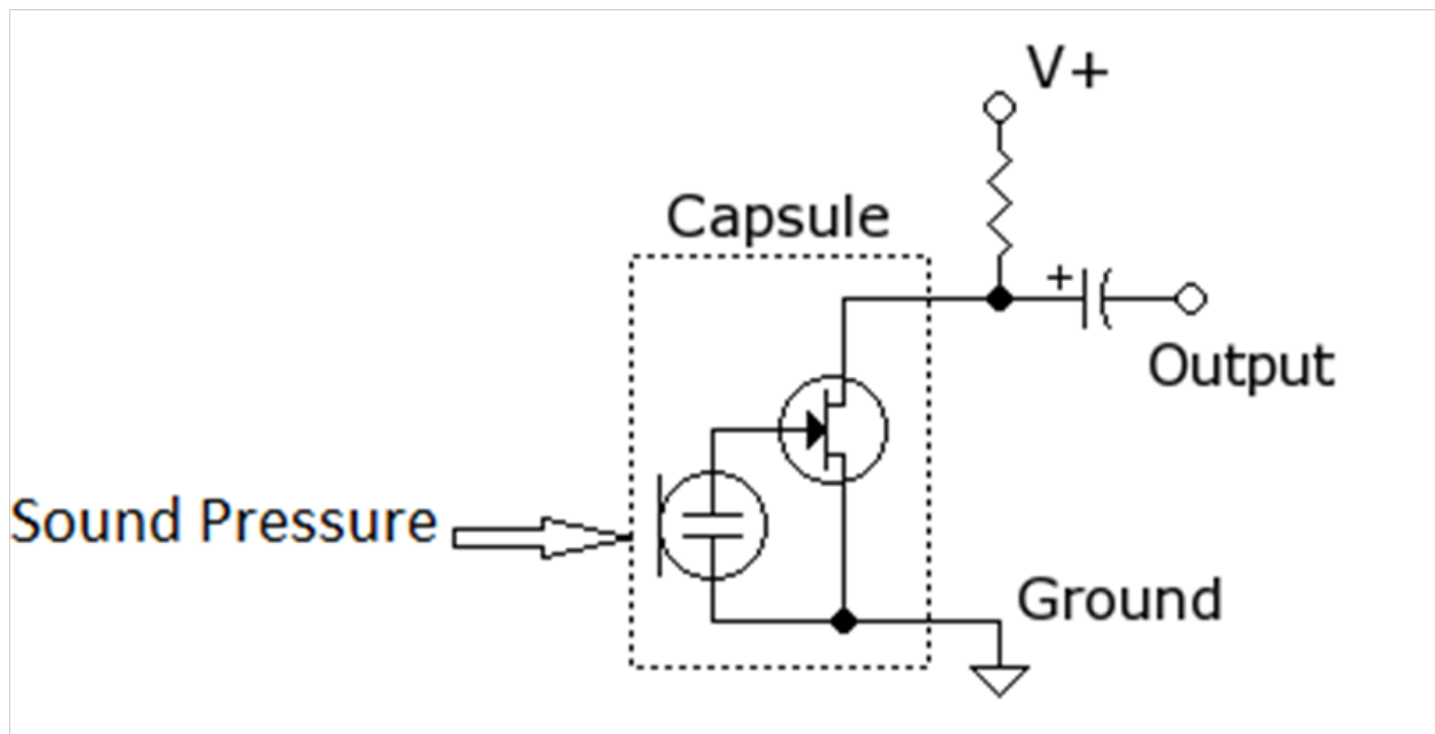 V+
Capsule
+
Output
Sound Pressure
Ground